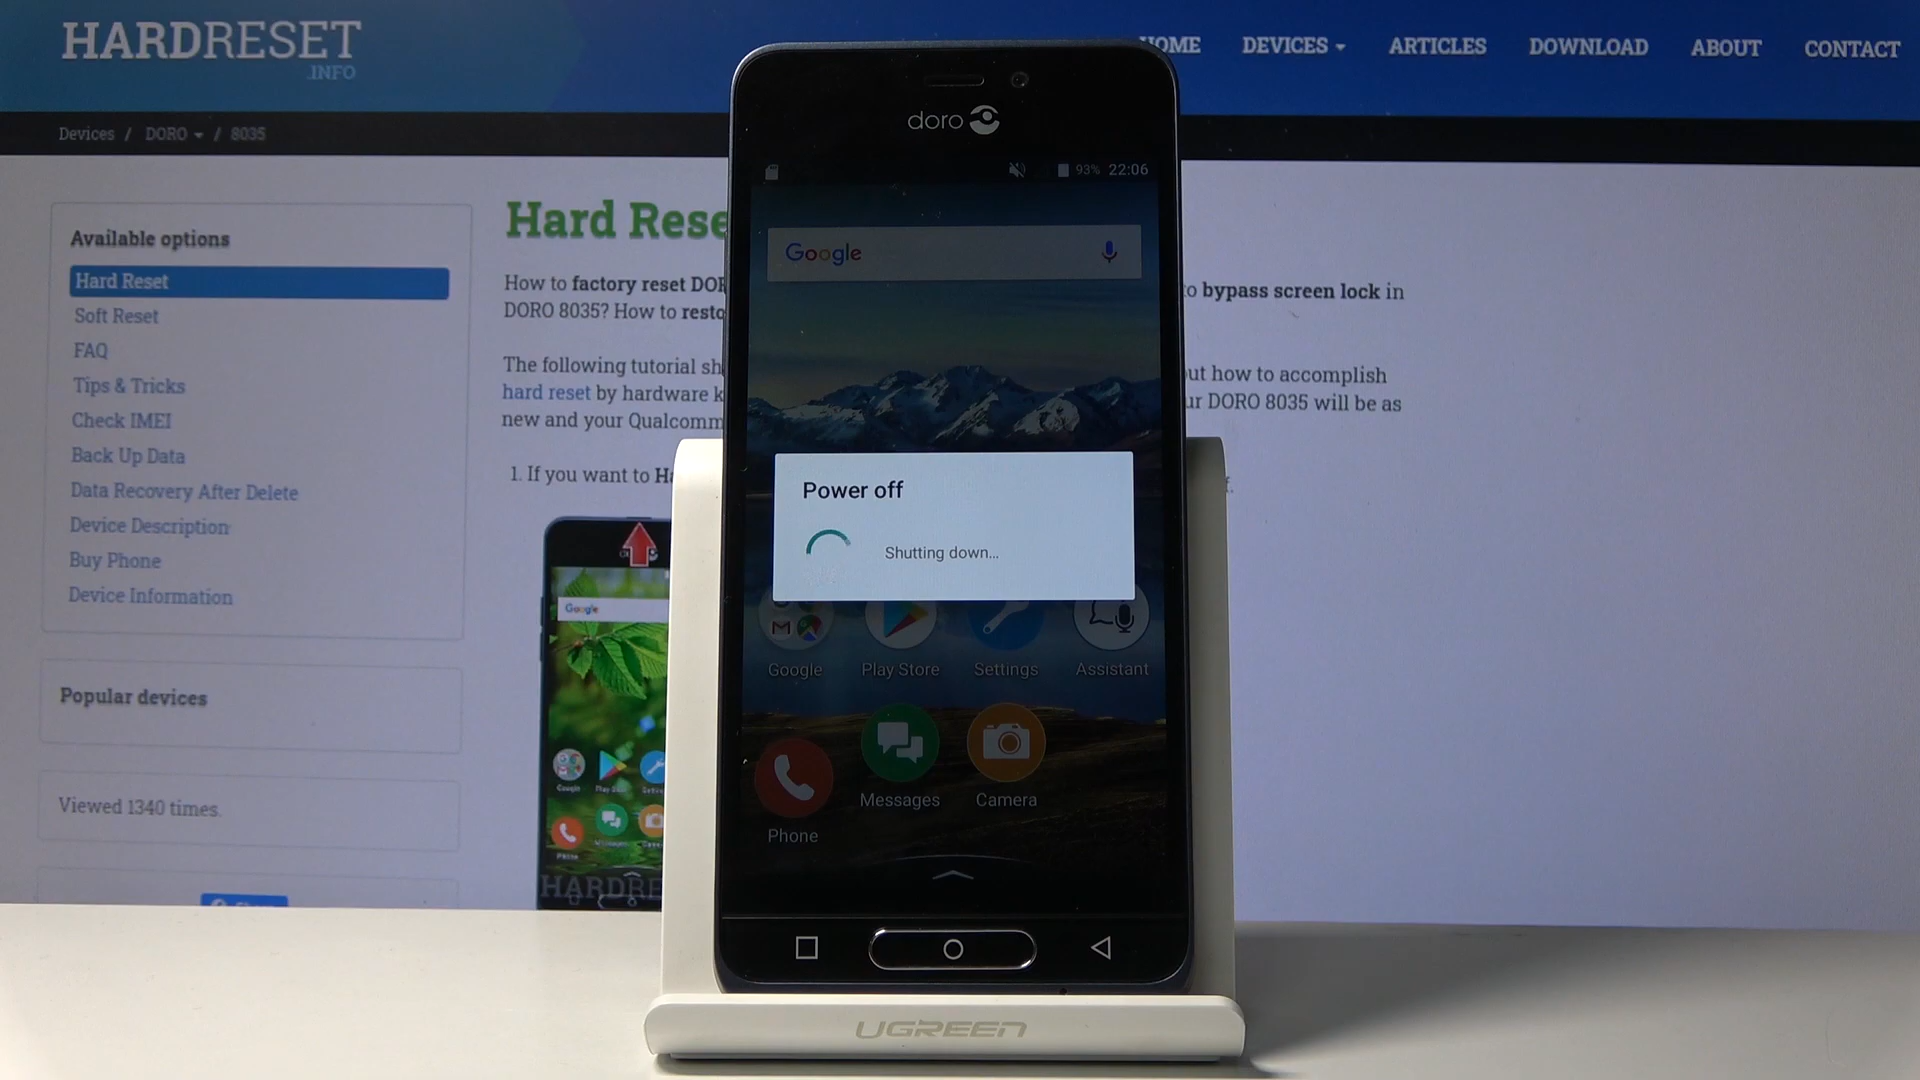 HARDRESET
.INFO
HOME
DEVICES
ARTICLES
DOWNLOAD
ABOUT
CONTACT
Devices / DORO / 8035
Available options
Hard Reset
Soft Reset
FAQ
Tips & Tricks
Check IMEI
Back Up Data
Data Recovery After Delete
Device Description
Buy Phone
Device Information
Popular devices
Viewed 1340 times.
Hard Rese
How to factory reset DOR
to bypass screen lock in
DORO 8035? How to resto
The following tutorial sh
out how to accomplish
hard reset by hardware k
ur DORO 8035 will be as
new and your Qualcomm
1. If you want to Ha
Google
HARDRE
doro
93% 22:06
Google
Power off
Shutting down...
Google
Play Store
Settings
Assistant
Messages
Camera
Phone
UGREEN